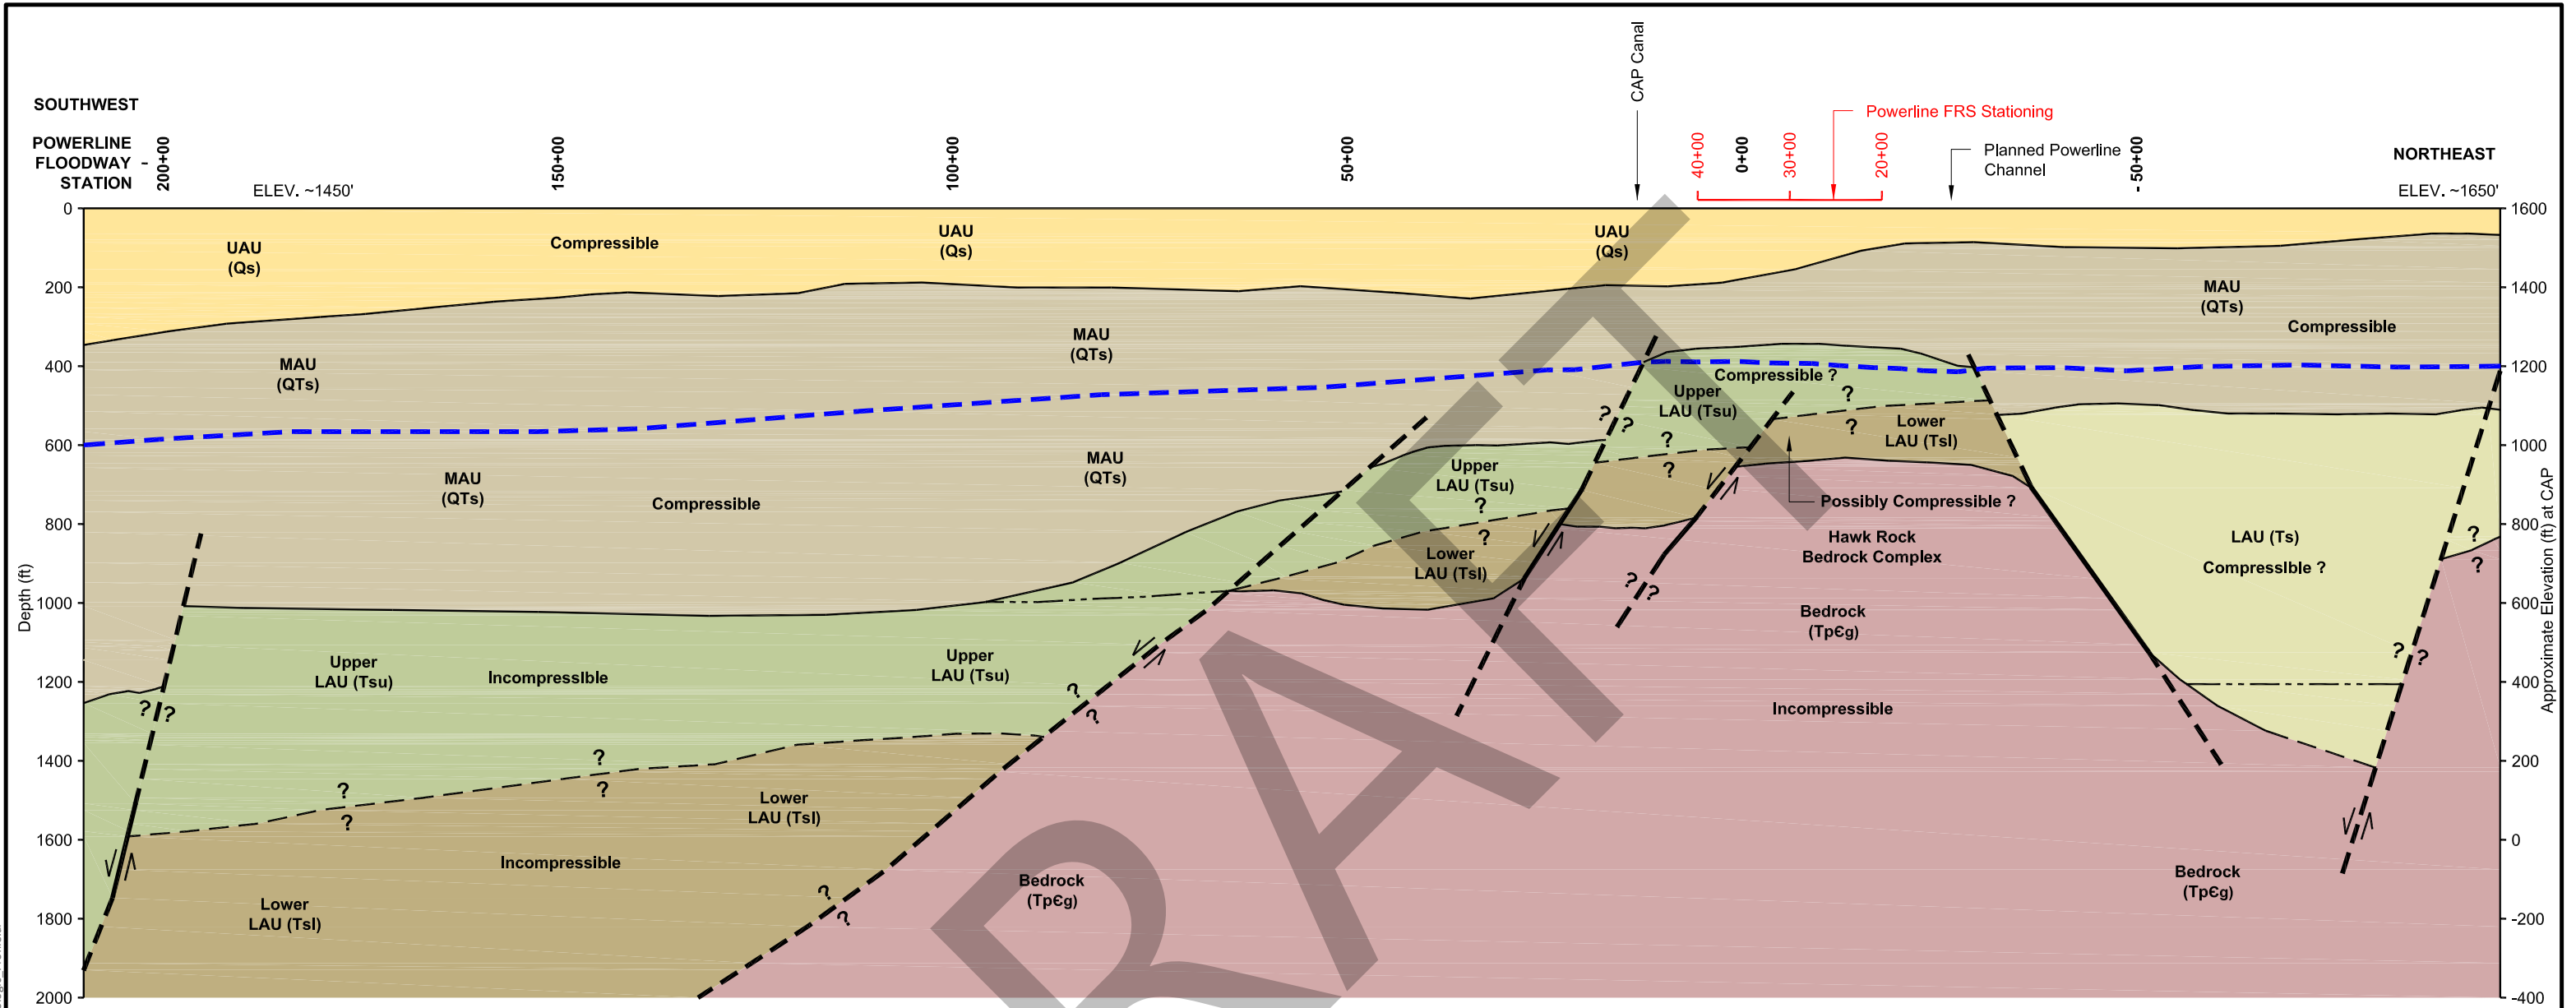 CAP Canal
SOUTHWEST
Powerline FRS Stationing
POWERLINE
FLOODWAY -
STATION
200+00
150+00
100+00
50+00
40+00
0+00
30+00
20+00
Planned Powerline
Channel
- 50+00
NORTHEAST
ELEV. ~1450'
ELEV. ~1650'
0
200
400
600
800
1000
1200
1400
1600
1800
2000
Depth (ft)
1600
1400
1200
1000
800
600
400
200
0
-200
-400
Approximate Elevation (ft) at CAP
UAU
(Qs)
Compressible
UAU
(Qs)
UAU
(Qs)
MAU
(QTs)
Compressible
MAU
(QTs)
MAU
(QTs)
Compressible ?
Upper
LAU (Tsu)
?
?
Lower
LAU (Tsl)
?
?
?
?
MAU
(QTs)
Compressible
MAU
(QTs)
Upper
LAU (Tsu)
?
?
Lower
LAU (Tsl)
Possibly Compressible ?
Hawk Rock
Bedrock Complex
LAU (Ts)
Compressible ?
?
?
?
?
Bedrock
(TpЄg)
Incompressible
?
?
Upper
LAU (Tsu)
Incompressible
Upper
LAU (Tsu)
?
?
?
?
?
?
?
?
Lower
LAU (Tsl)
Incompressible
Lower
LAU (Tsl)
?
?
Bedrock
(TpЄg)
Bedrock
(TpЄg)
DRAFT